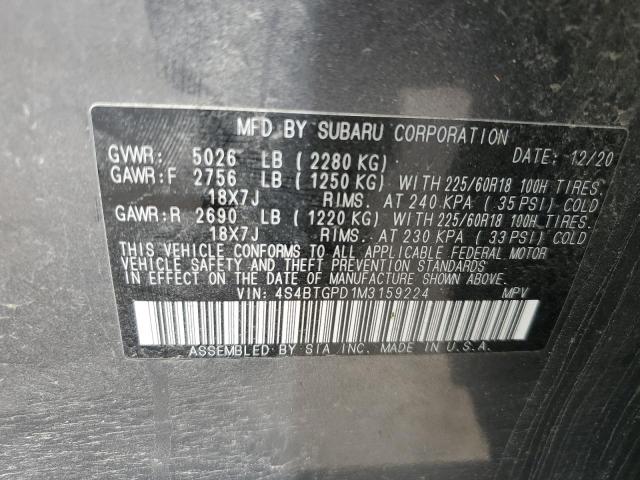 MFD BY SUBARU CORPORATION
GVWR: 5026 LB (2280 KG) DATE: 12/20
GAWR:F 2756 LB (1250 KG) WITH 225/60R18 100H TIRES.
18X7J RIMS. AT 240 KPA (35 PSI) COLD
GAWR:R 2690 LB (1220 KG) WITH 225/60R18 100H TIRES.
18X7J RIMS. AT 230 KPA (33 PSI) COLD
THIS VEHICLE CONFORMS TO ALL APPLICABLE FEDERAL MOTOR
VEHICLE SAFETY AND THEFT PREVENTION STANDARDS
IN EFFECT ON THE DATE OF MANUFACTURE SHOWN ABOVE.
VIN: 4S4BTGPD1M3159224 MPV
ASSEMBLED BY SIA INC. MADE IN U.S.A.